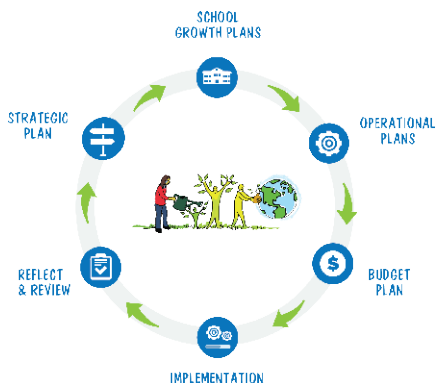 SCHOOL
GROWTH PLANS
STRATEGIC
PLAN
OPERATIONAL
PLANS
REFLECT
& REVIEW
$
BUDGET
PLAN
IMPLEMENTATION